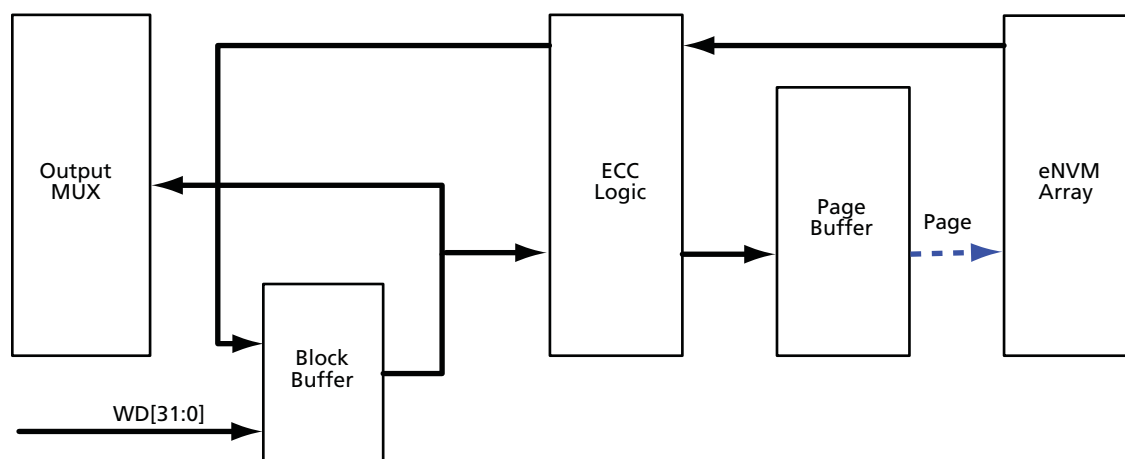 Output
MUX
ECC
Logic
Page
Buffer
Page
eNVM
Array
Block
Buffer
WD[31:0]